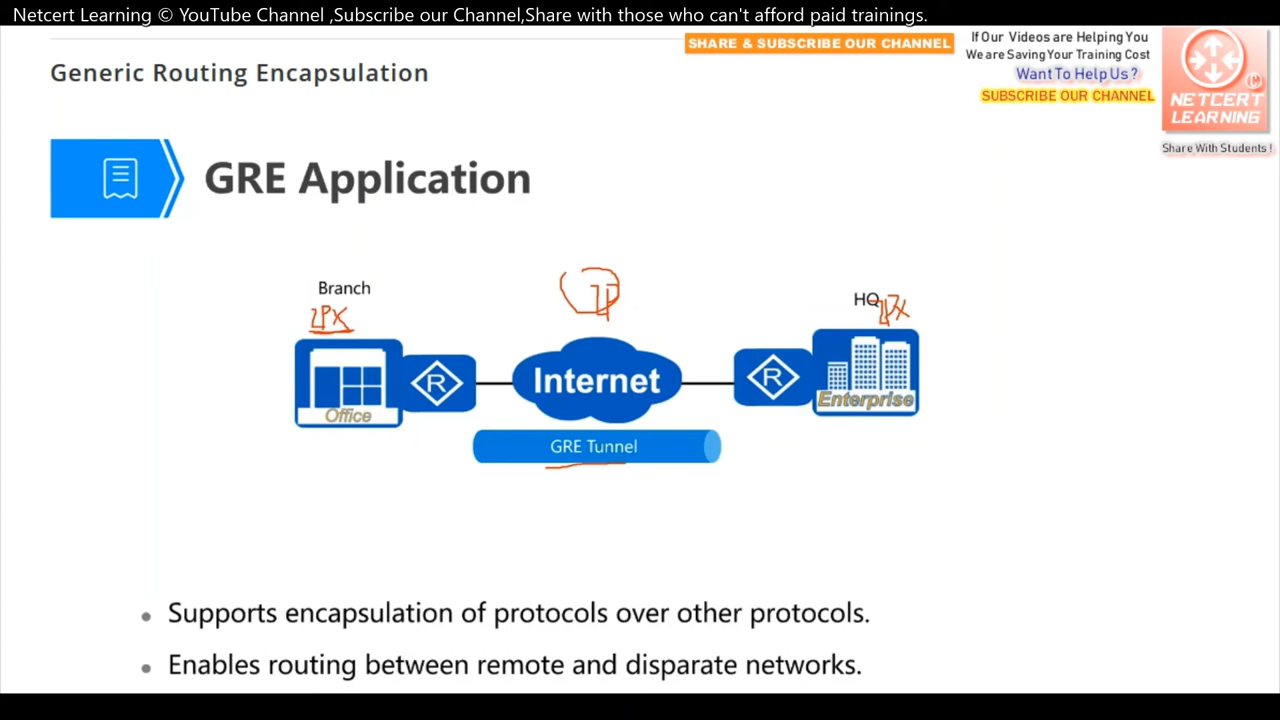 Netcert Learning © YouTube Channel ,Subscribe our Channel,Share with those who can't afford paid trainings.
SHARE & SUBSCRIBE OUR CHANNEL
If Our Videos are Helping You
We are Saving Your Training Cost
Want To Help Us ?
SUBSCRIBE OUR CHANNEL
NETCERT
LEARNING
©
Share With Students !
Generic Routing Encapsulation
GRE Application
Branch
IPX
IP
HQ
IPX
Office
R
Internet
R
Enterprise
GRE Tunnel
• Supports encapsulation of protocols over other protocols.
• Enables routing between remote and disparate networks.